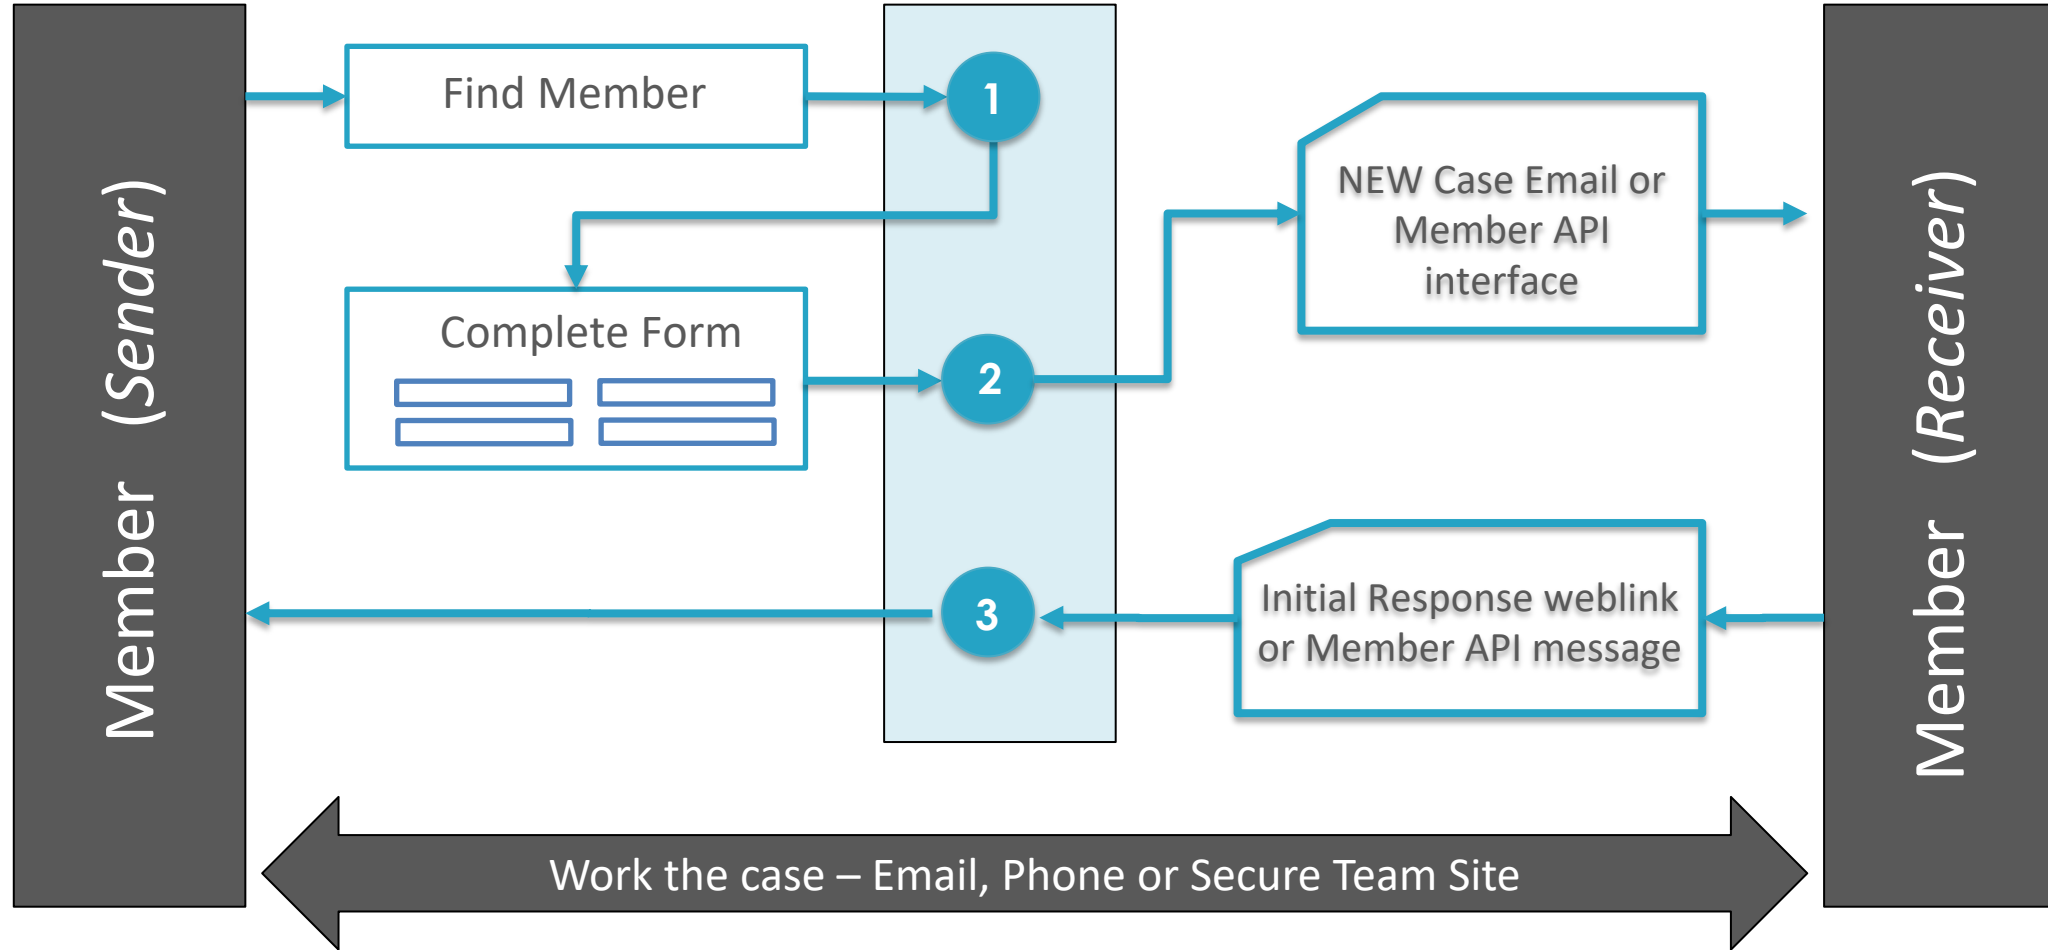 Member (Sender)
Find Member
1
Complete Form
2
NEW Case Email or
Member API
interface
3
Initial Response weblink
or Member API message
Member (Receiver)
Work the case – Email, Phone or Secure Team Site